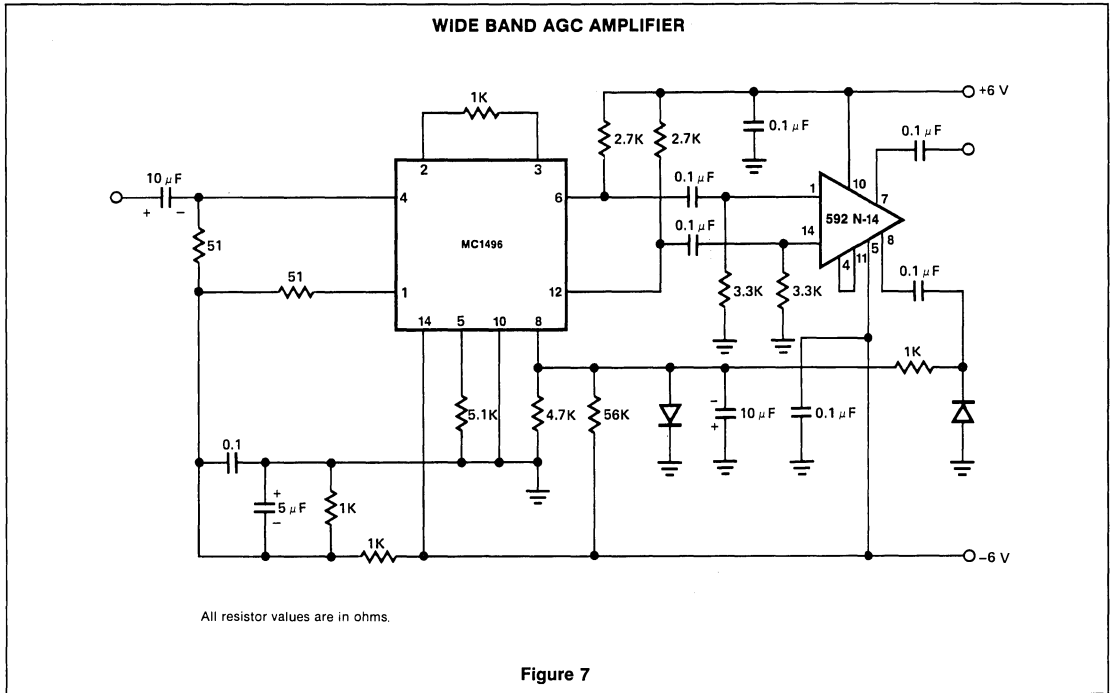 WIDE BAND AGC AMPLIFIER
1K
+6 V
2.7K
2.7K
0.1 μF
0.1 μF
10 μF
+
−
2
3
4
6
0.1 μF
1
10
7
592 N-14
51
MC1496
0.1 μF
14
4
11
5
8
0.1 μF
51
1
12
3.3K
3.3K
14
5
10
8
1K
5.1K
4.7K
56K
−
+
10 μF
0.1 μF
0.1
+
5 μF
−
1K
1K
−6 V
All resistor values are in ohms.
Figure 7